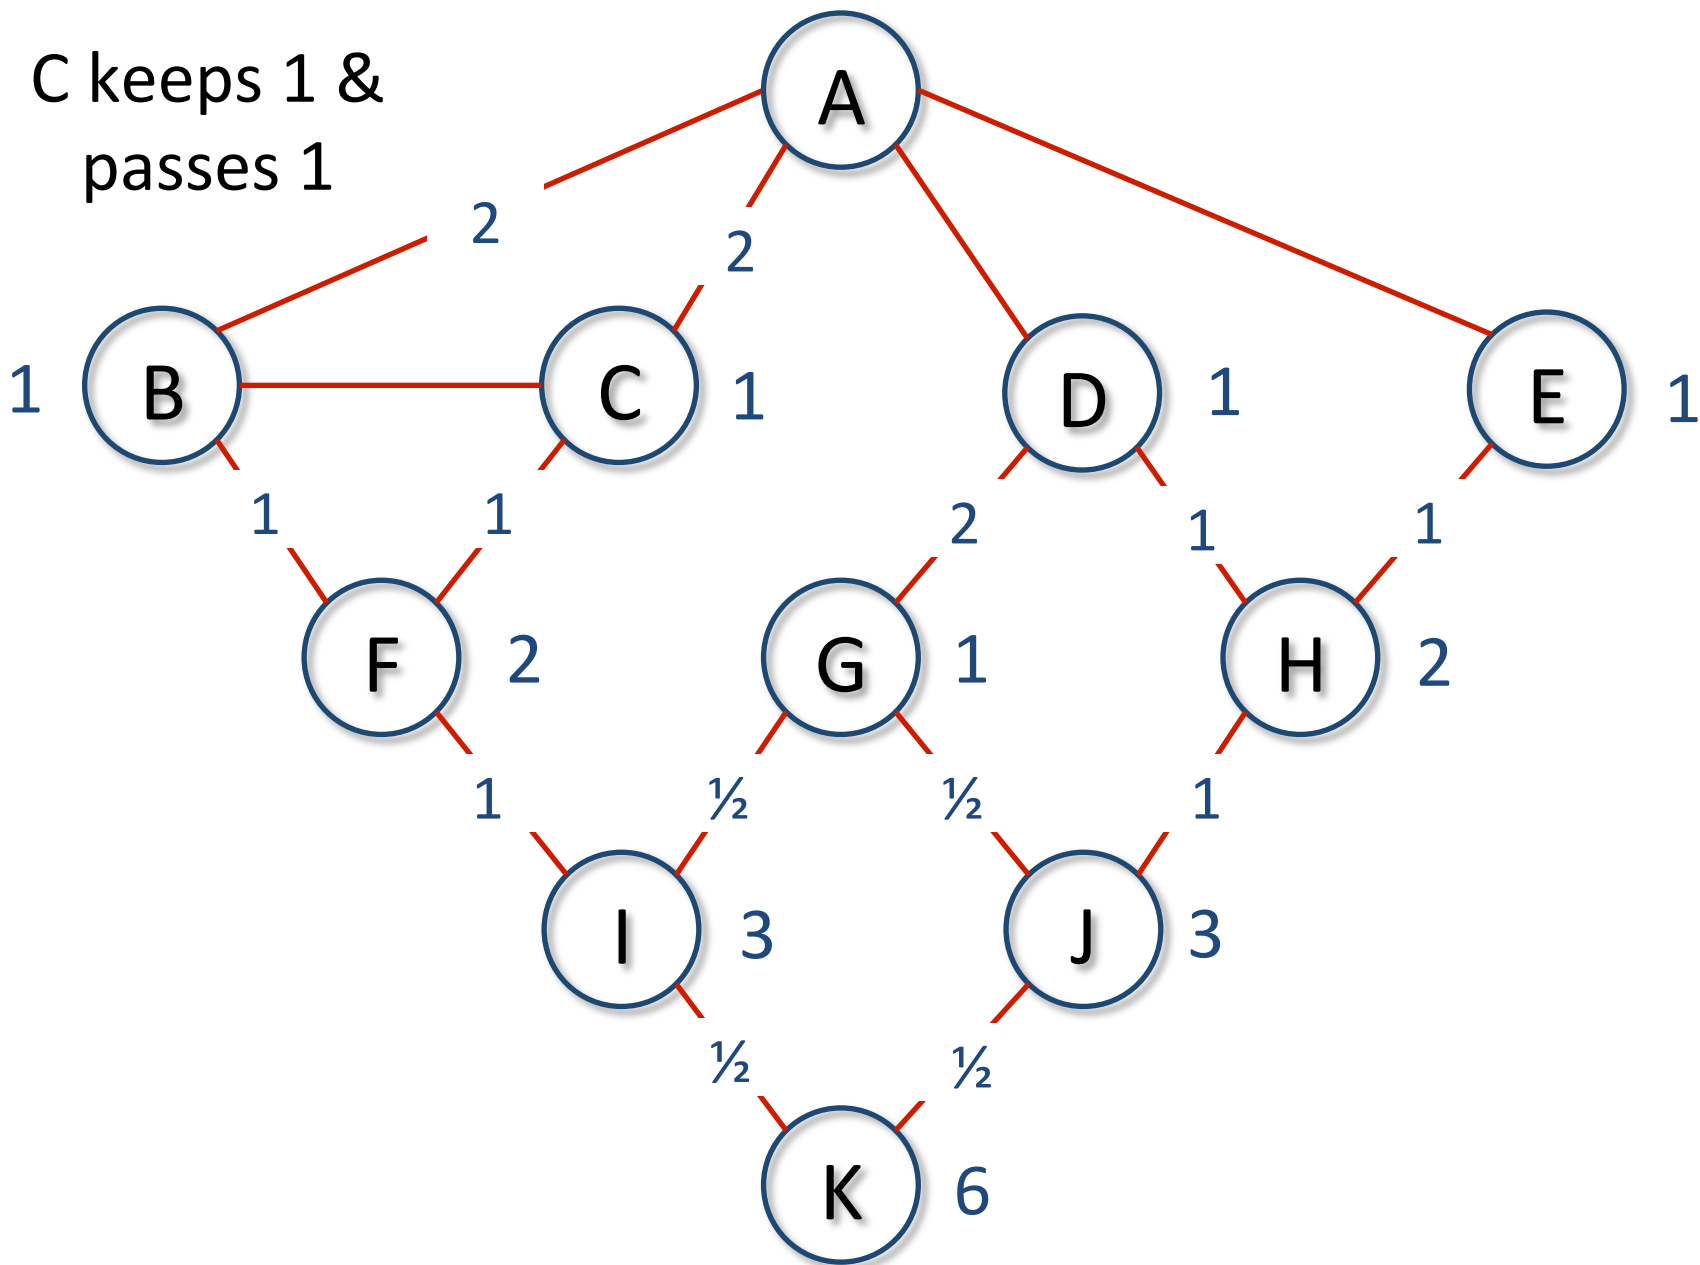 C keeps 1 &
passes 1
A
2
2
1 B C 1 D 1 E 1
1 1 2 1 1
F 2 G 1 H 2
1 ½ ½ 1
I 3 J 3
½ ½
K 6